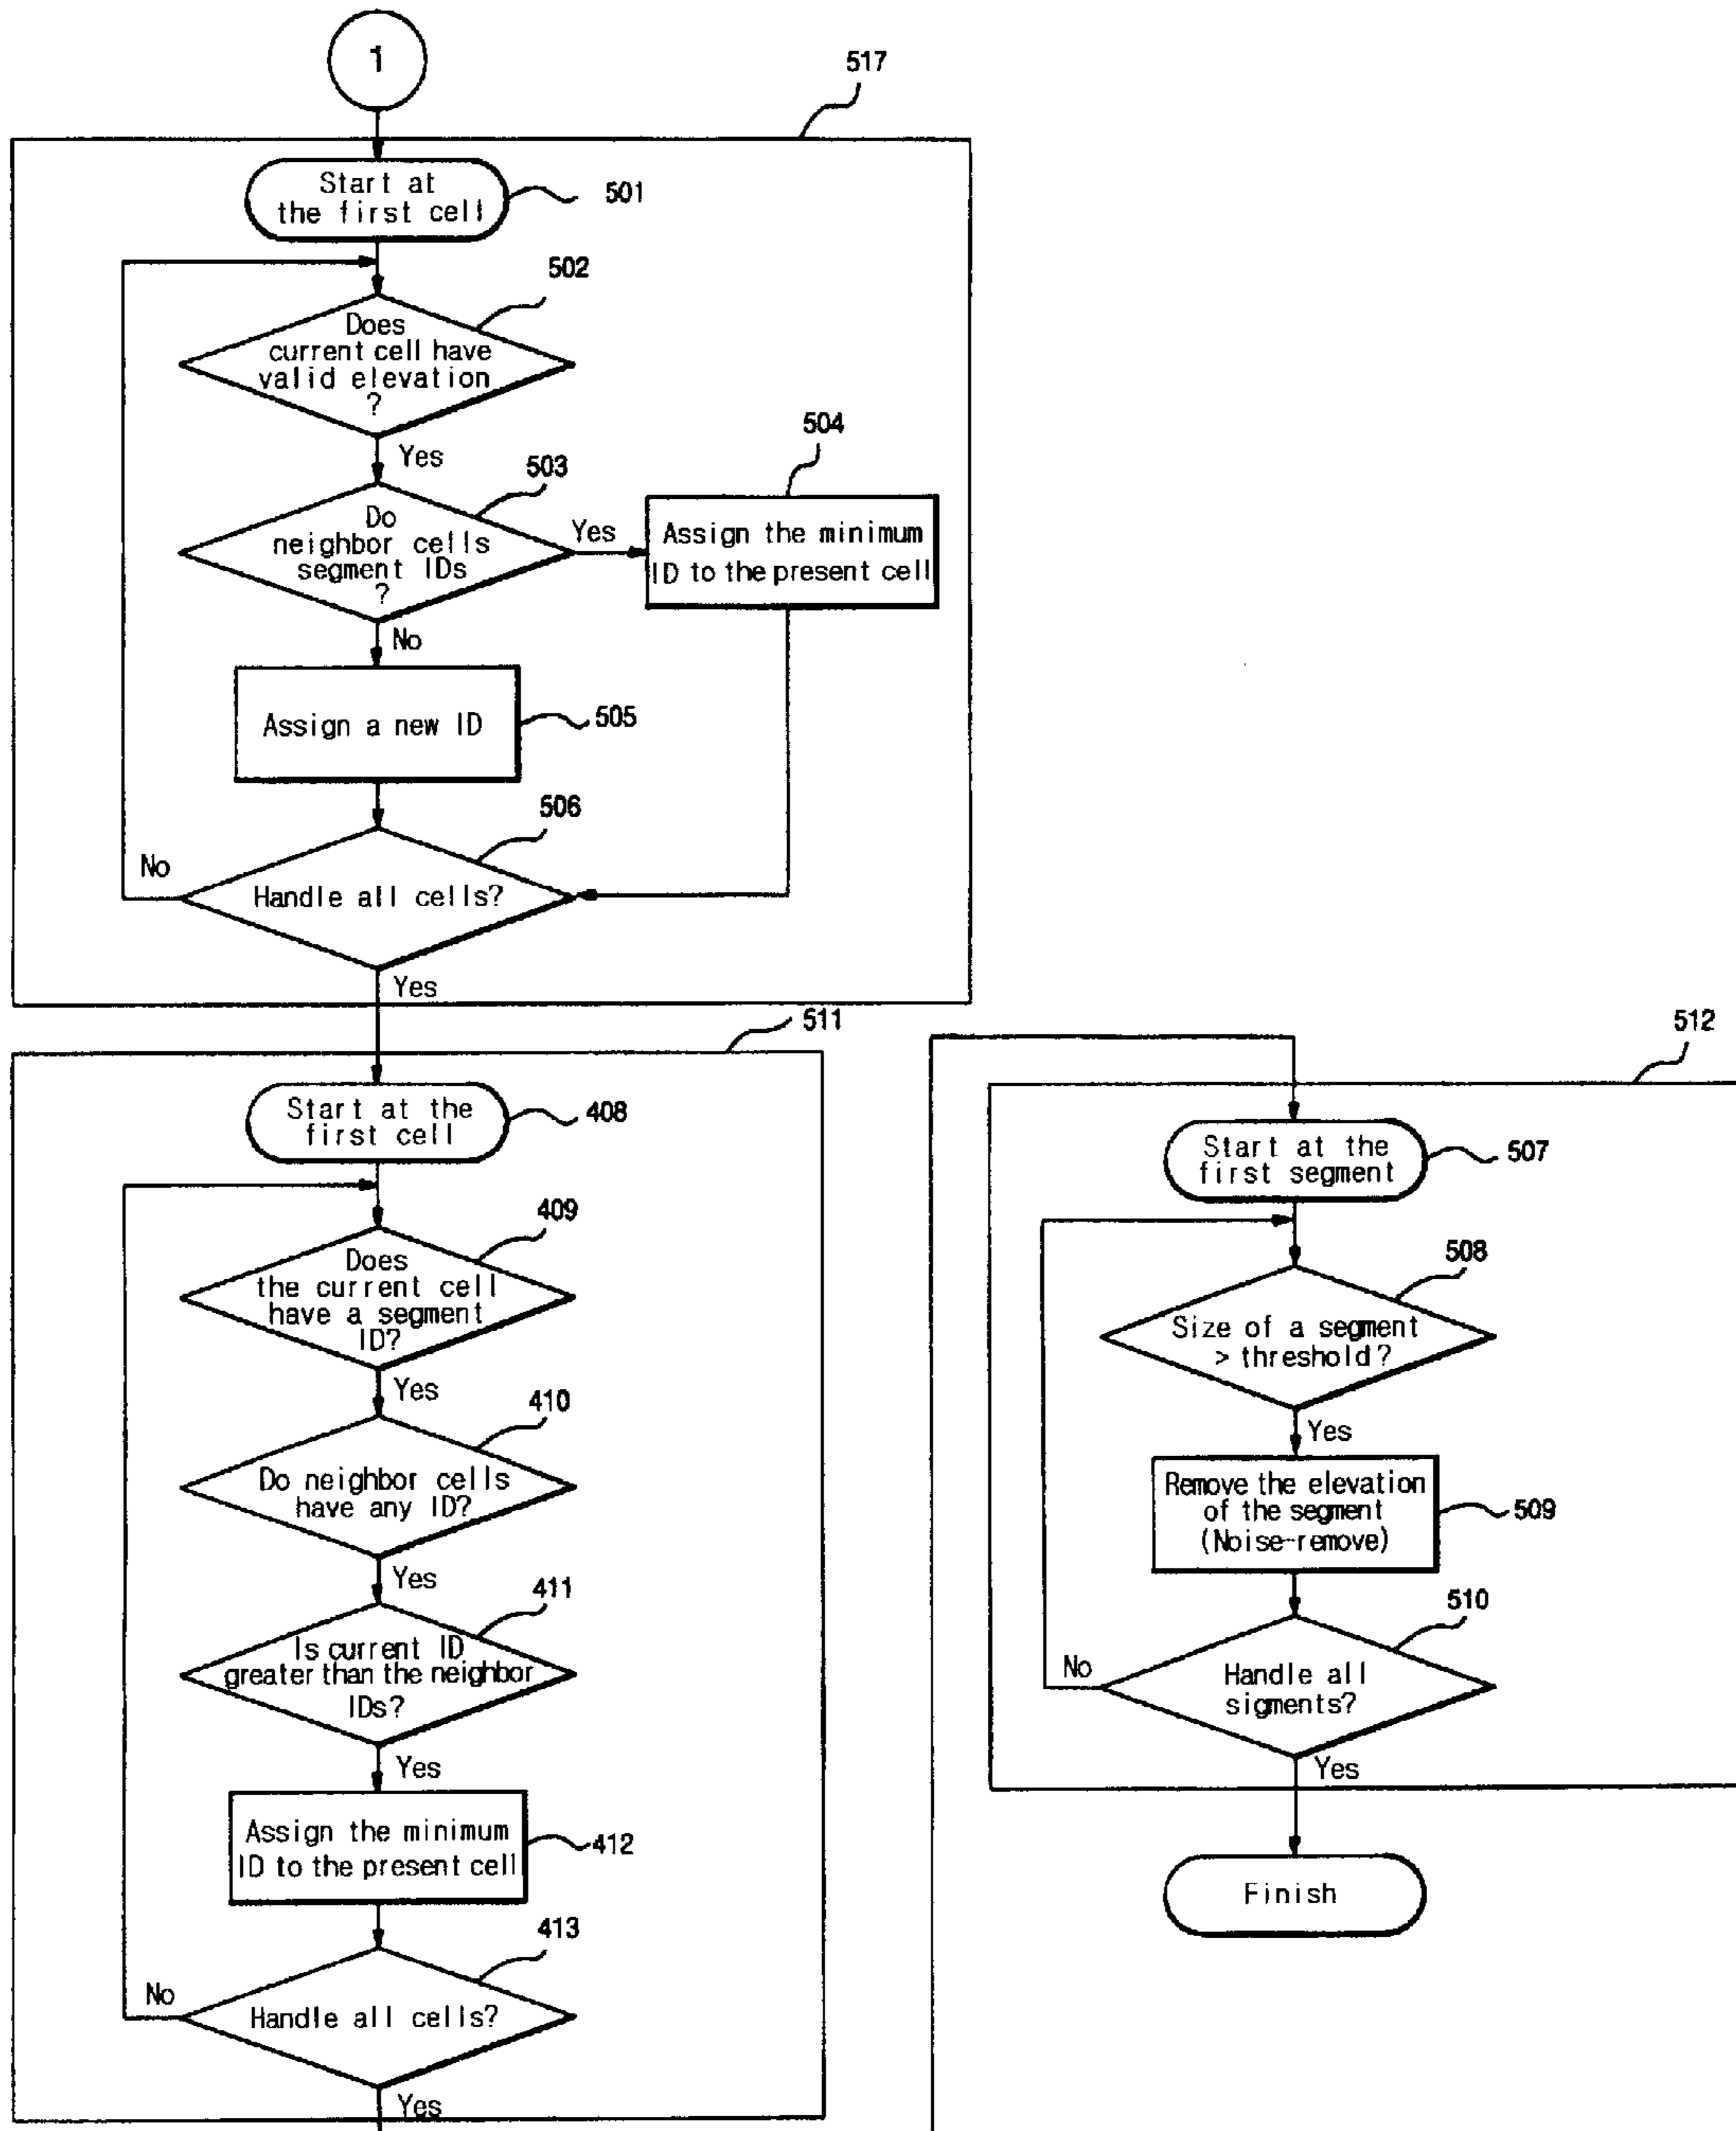 1
517
Start at
the first cell
501
502
Does
current cell have
valid elevation
?
Yes
503
504
Do
neighbor cells
segment IDs
?
Yes
Assign the minimum
ID to the present cell
No
Assign a new ID
505
506
No
Handle all cells?
Yes
511
Start at the
first cell
408
409
Does
the current cell
have a segment
ID?
Yes
410
Do neighbor cells
have any ID?
Yes
411
Is current ID
greater than the neighbor
IDs?
Yes
Assign the minimum
ID to the present cell
412
413
No
Handle all cells?
Yes
512
Start at the
first segment
507
508
Size of a segment
> threshold?
Yes
Remove the elevation
of the segment
(Noise-remove)
509
510
No
Handle all
sigments?
Yes
Finish